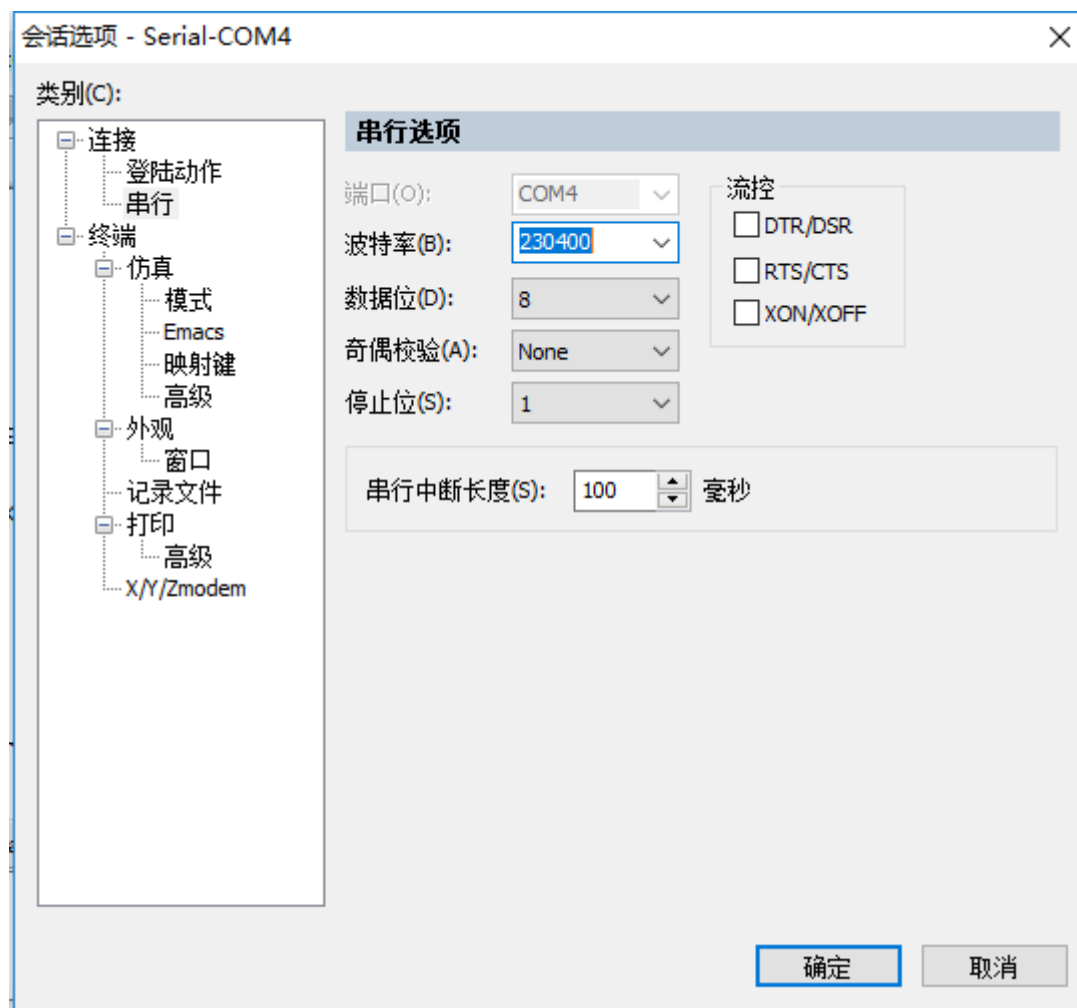 会话选项 - Serial-COM4
类别(C):
连接
登陆动作
串行
终端
仿真
模式
Emacs
映射键
高级
外观
窗口
记录文件
打印
高级
X/Y/Zmodem
串行选项
端口(O): COM4
波特率(B): 230400
数据位(D): 8
奇偶校验(A): None
停止位(S): 1
流控
DTR/DSR
RTS/CTS
XON/XOFF
串行中断长度(S): 100 毫秒
确定 取消